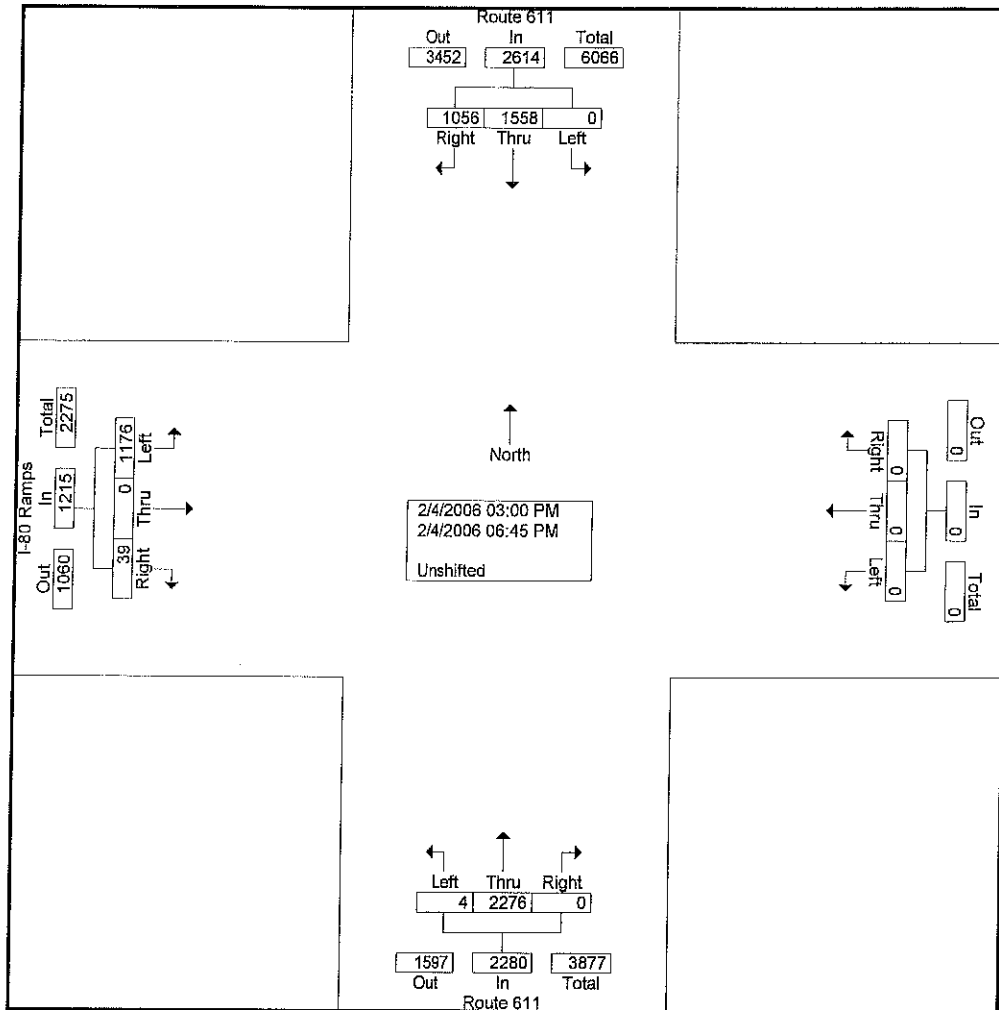 Route 611
Out In Total
3452 2614 6066
1056 1558 0
Right Thru Left
North
2/4/2006 03:00 PM
2/4/2006 06:45 PM
Unshifted
I-80 Ramps
Out In Total
1060 1215 2275
39 0 1176
Right Thru Left
Out In Total
0 0 0
Right Thru Left
0 0 0
Left Thru Right
4 2276 0
1597 2280 3877
Out In Total
Route 611